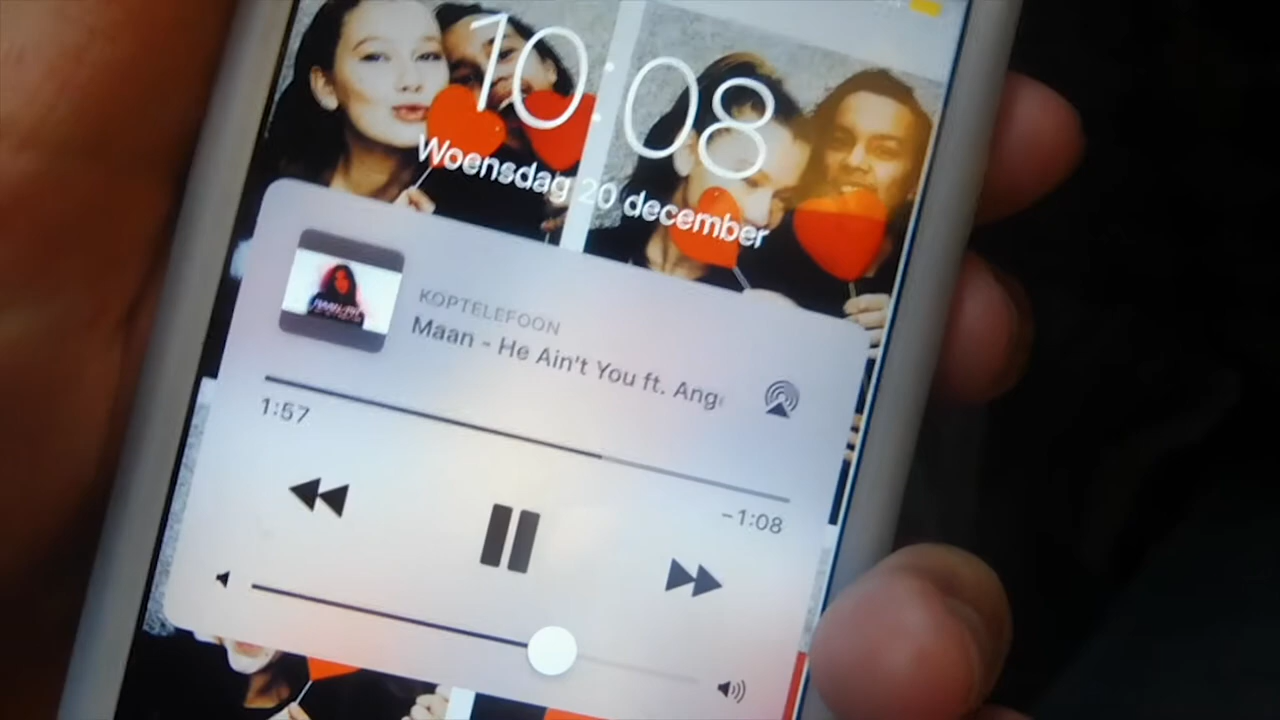 10:08
Woensdag 20 december
KOPTELEFOON
Maan - He Ain't You ft. Ang
1:57
-1:08